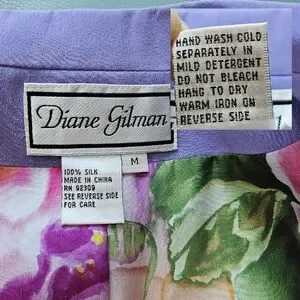 HAND WASH COLD
SEPARATELY IN
MILD DETERGENT
DO NOT BLEACH
HANG TO DRY
WARM IRON ON
REVERSE SIDE
Diane Gilman
M
100% SILK
MADE IN CHINA
RN 92309
SEE REVERSE SIDE
FOR CARE